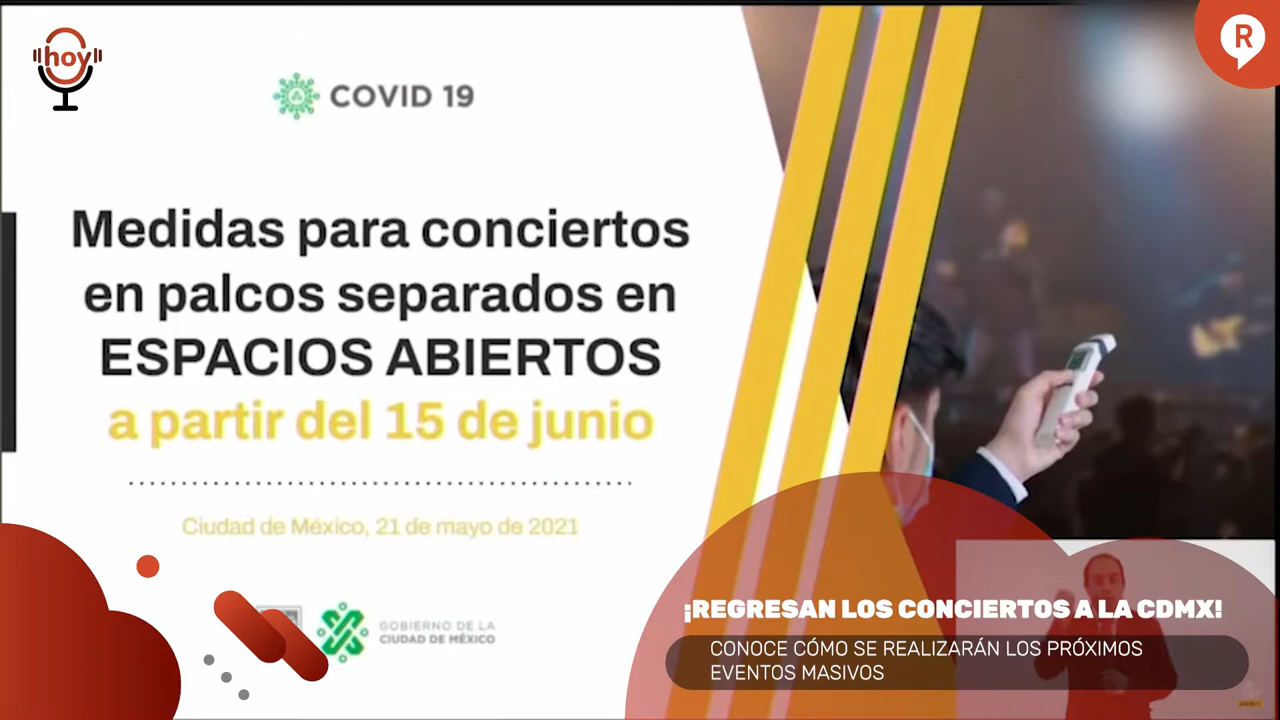 hoy
R
COVID 19
Medidas para conciertos
en palcos separados en
ESPACIOS ABIERTOS
a partir del 15 de junio
Ciudad de México, 21 de mayo de 2021
GOBIERNO DE LA
CIUDAD DE MÉXICO
¡REGRESAN LOS CONCIERTOS A LA CDMX!
CONOCE CÓMO SE REALIZARÁN LOS PRÓXIMOS
EVENTOS MASIVOS